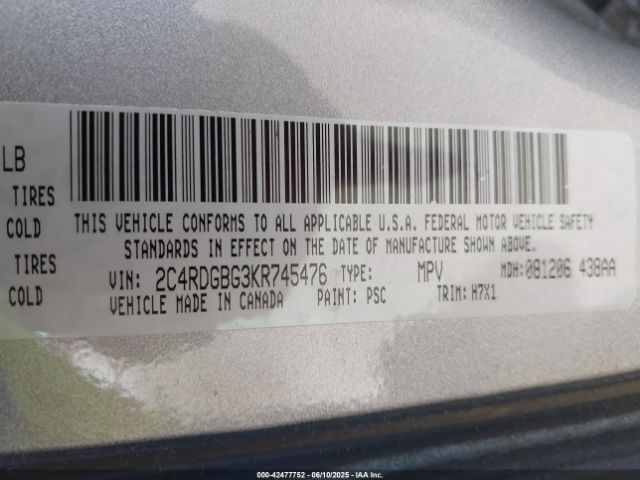 LB
TIRES
COLD
TIRES
COLD
THIS VEHICLE CONFORMS TO ALL APPLICABLE U.S.A. FEDERAL MOTOR VEHICLE SAFETY
STANDARDS IN EFFECT ON THE DATE OF MANUFACTURE SHOWN ABOVE.
VIN: 2C4RDGBG3KR745476 TYPE: MPV MDH: 081206 438AA
VEHICLE MADE IN CANADA PAINT: PSC TRIM: H7X1
000-42477752 - 06/10/2025 - IAA Inc.